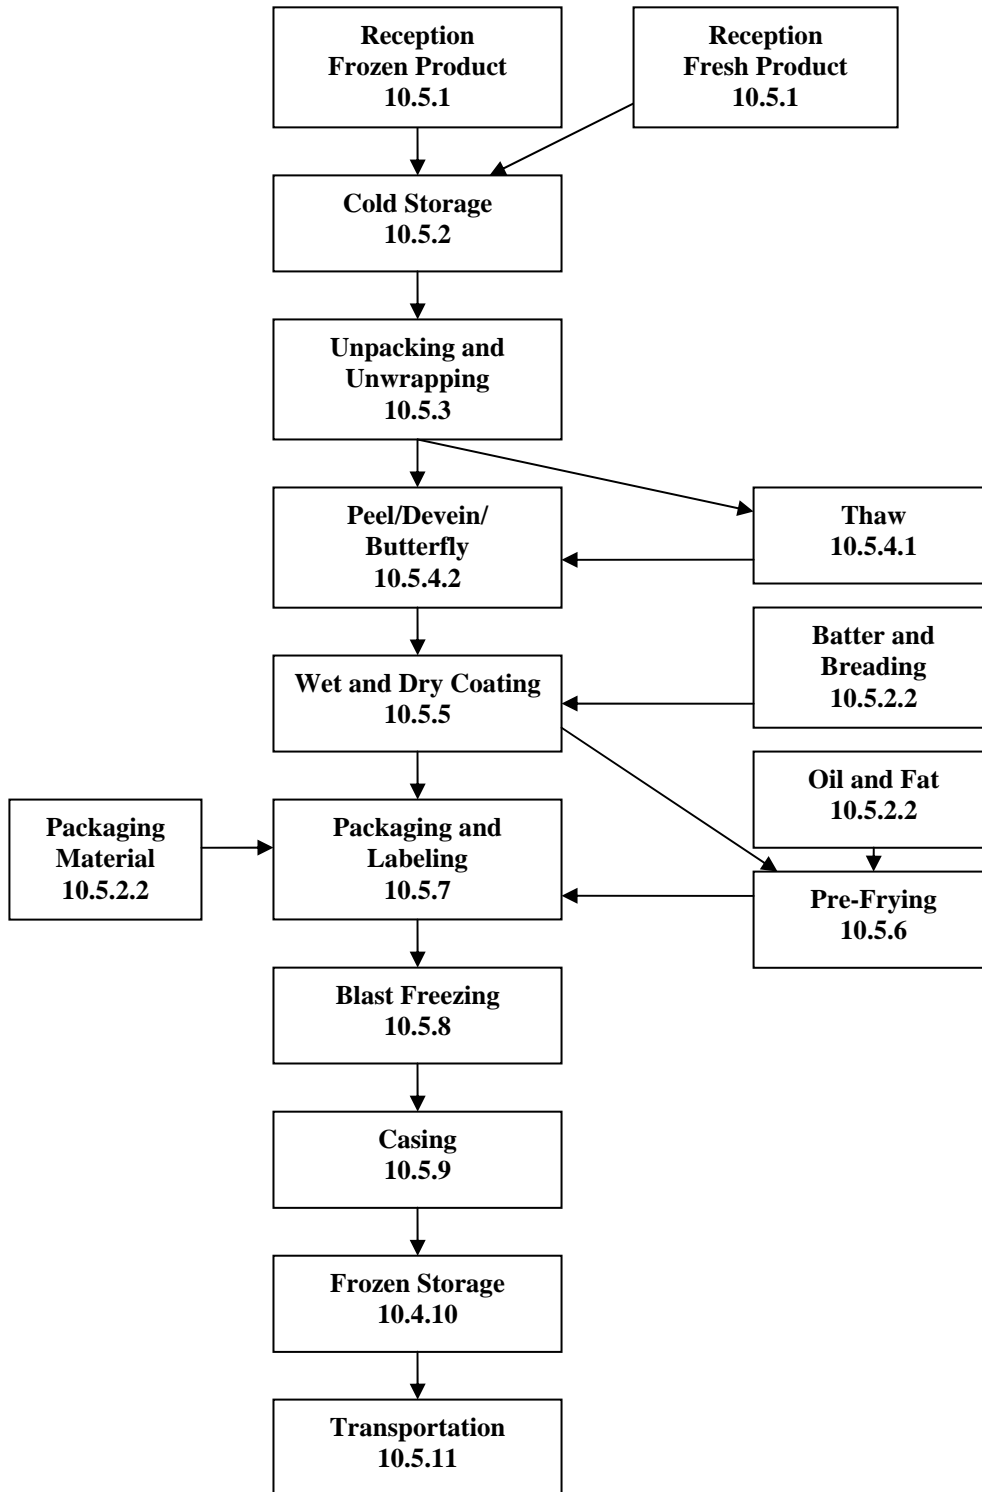 Reception
Frozen Product
10.5.1
Reception
Fresh Product
10.5.1
Cold Storage
10.5.2
Unpacking and
Unwrapping
10.5.3
Peel/Devein/
Butterfly
10.5.4.2
Thaw
10.5.4.1
Batter and
Breading
10.5.2.2
Wet and Dry Coating
10.5.5
Oil and Fat
10.5.2.2
Packaging
Material
10.5.2.2
Packaging and
Labeling
10.5.7
Pre-Frying
10.5.6
Blast Freezing
10.5.8
Casing
10.5.9
Frozen Storage
10.4.10
Transportation
10.5.11